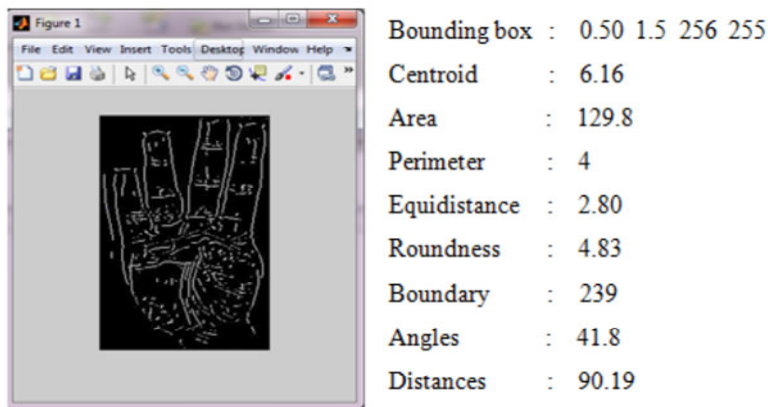 Figure 1
File Edit View Insert Tools Desktop Window Help
Bounding box : 0.50 1.5 256 255
Centroid : 6.16
Area : 129.8
Perimeter : 4
Equidistance : 2.80
Roundness : 4.83
Boundary : 239
Angles : 41.8
Distances : 90.19